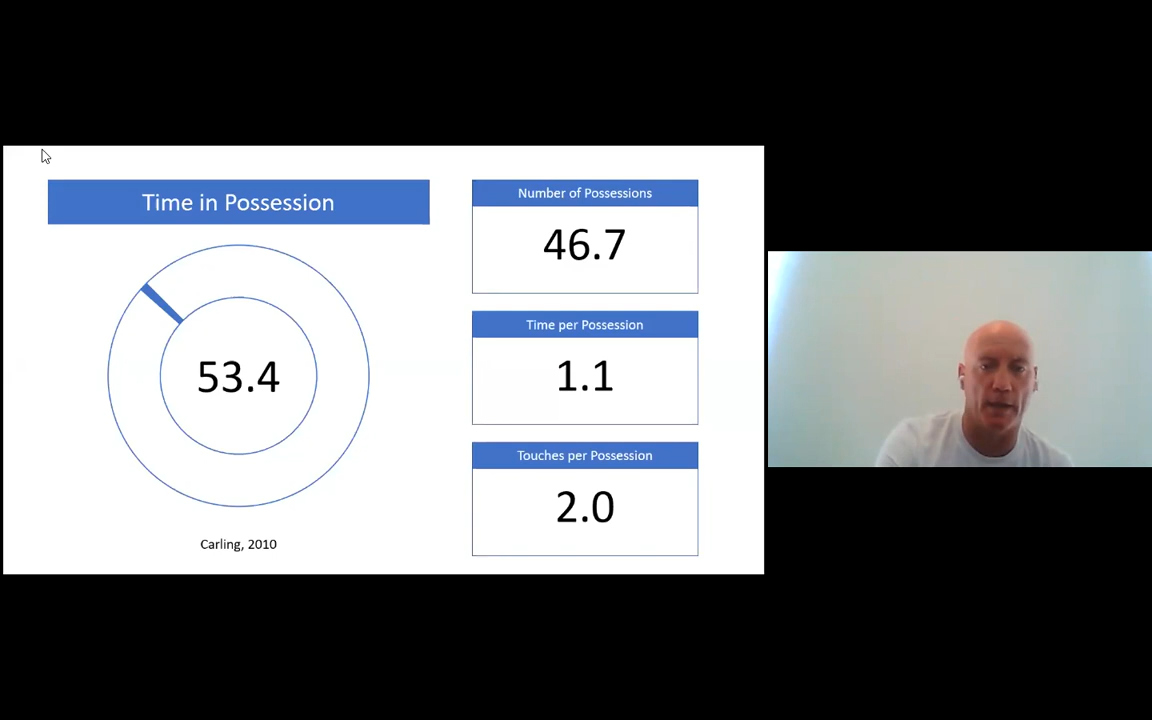 Time in Possession
53.4
Carling, 2010
Number of Possessions
46.7
Time per Possession
1.1
Touches per Possession
2.0